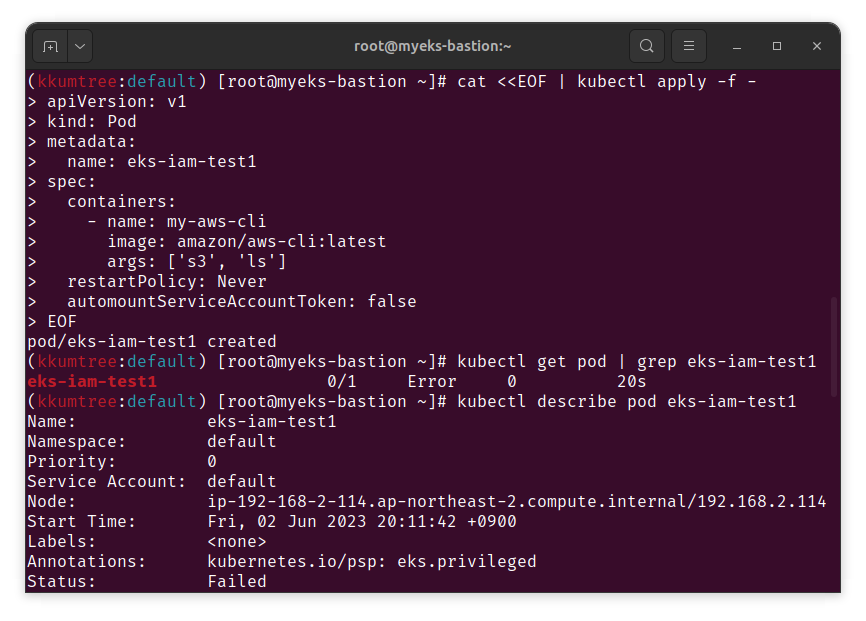 root@myeks-bastion:~
(kkumtree:default) [root@myeks-bastion ~]# cat <<EOF | kubectl apply -f -
> apiVersion: v1
> kind: Pod
> metadata:
>   name: eks-iam-test1
> spec:
>   containers:
>     - name: my-aws-cli
>       image: amazon/aws-cli:latest
>       args: ['s3', 'ls']
>   restartPolicy: Never
>   automountServiceAccountToken: false
> EOF
pod/eks-iam-test1 created
(kkumtree:default) [root@myeks-bastion ~]# kubectl get pod | grep eks-iam-test1
eks-iam-test1                 0/1     Error     0          20s
(kkumtree:default) [root@myeks-bastion ~]# kubectl describe pod eks-iam-test1
Name:             eks-iam-test1
Namespace:        default
Priority:         0
Service Account:  default
Node:             ip-192-168-2-114.ap-northeast-2.compute.internal/192.168.2.114
Start Time:       Fri, 02 Jun 2023 20:11:42 +0900
Labels:           <none>
Annotations:      kubernetes.io/psp: eks.privileged
Status:           Failed